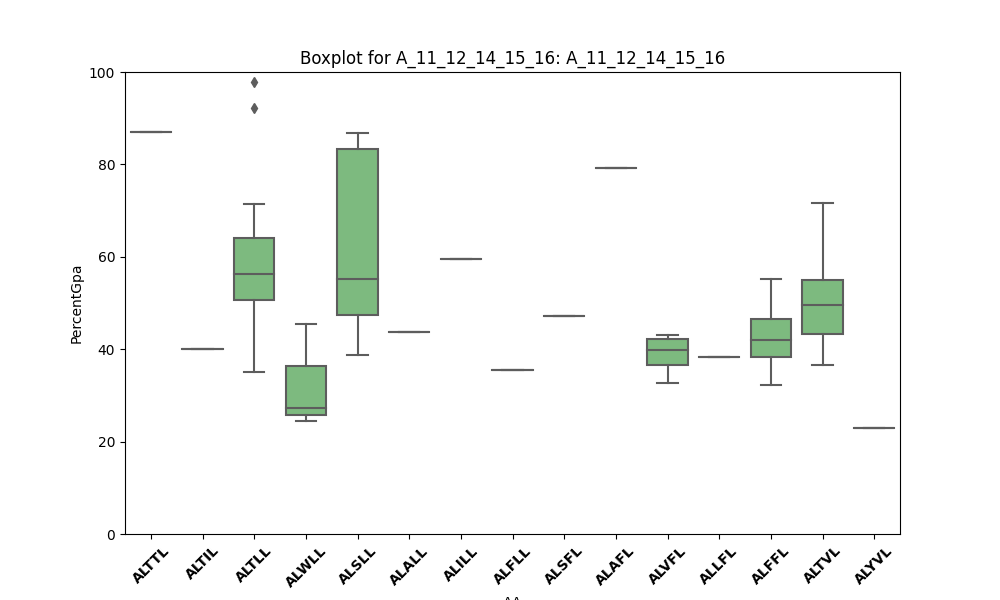 Boxplot for A_11_12_14_15_16: A_11_12_14_15_16
PercentGpa
100
80
60
40
20
0
ALTTL
ALTIL
ALTLL
ALWLL
ALSLL
ALALL
ALILL
ALFLL
ALSFL
ALAFL
ALVFL
ALLFL
ALFFL
ALTVL
ALYVL